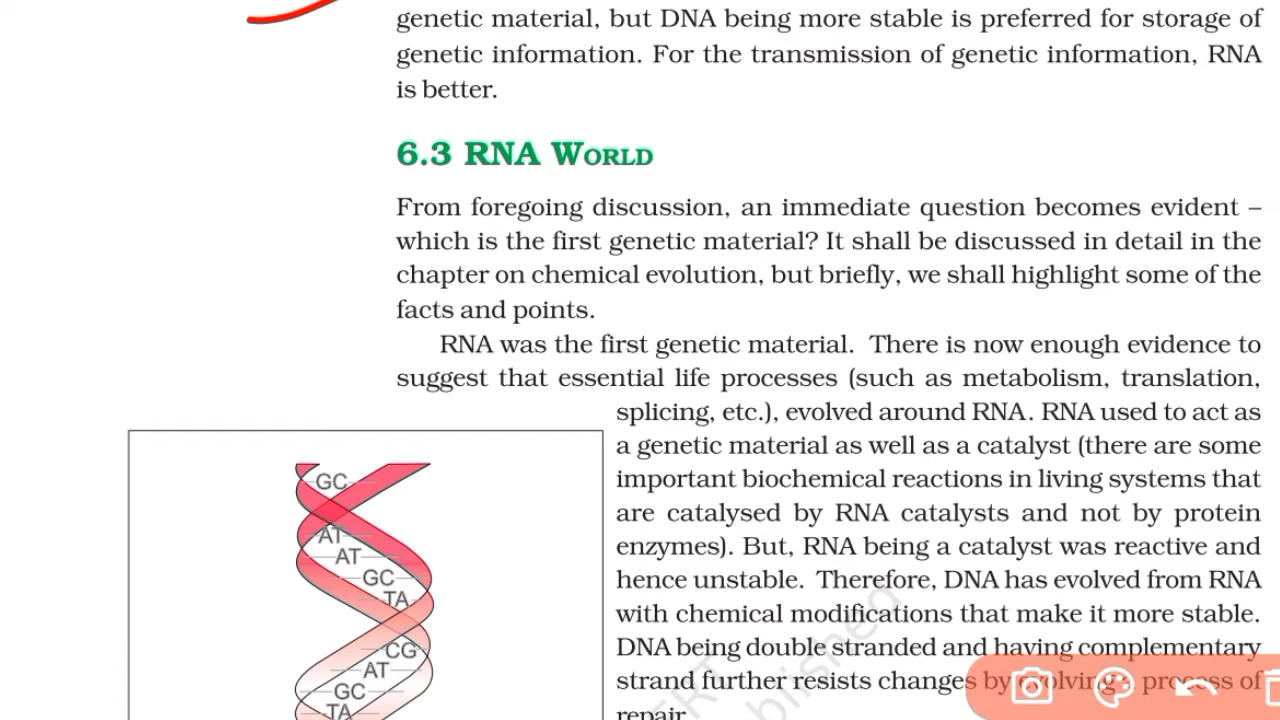 genetic material, but DNA being more stable is preferred for storage of
genetic information. For the transmission of genetic information, RNA
is better.
6.3 RNA WORLD
From foregoing discussion, an immediate question becomes evident –
which is the first genetic material? It shall be discussed in detail in the
chapter on chemical evolution, but briefly, we shall highlight some of the
facts and points.
RNA was the first genetic material. There is now enough evidence to
suggest that essential life processes (such as metabolism, translation,
splicing, etc.), evolved around RNA. RNA used to act as
a genetic material as well as a catalyst (there are some
important biochemical reactions in living systems that
are catalysed by RNA catalysts and not by protein
enzymes). But, RNA being a catalyst was reactive and
hence unstable. Therefore, DNA has evolved from RNA
with chemical modifications that make it more stable.
DNA being double stranded and having complementary
strand further resists changes by evolving a process of
repair.
GC
AT
AT
GC
TA
CG
AT
GC
TA